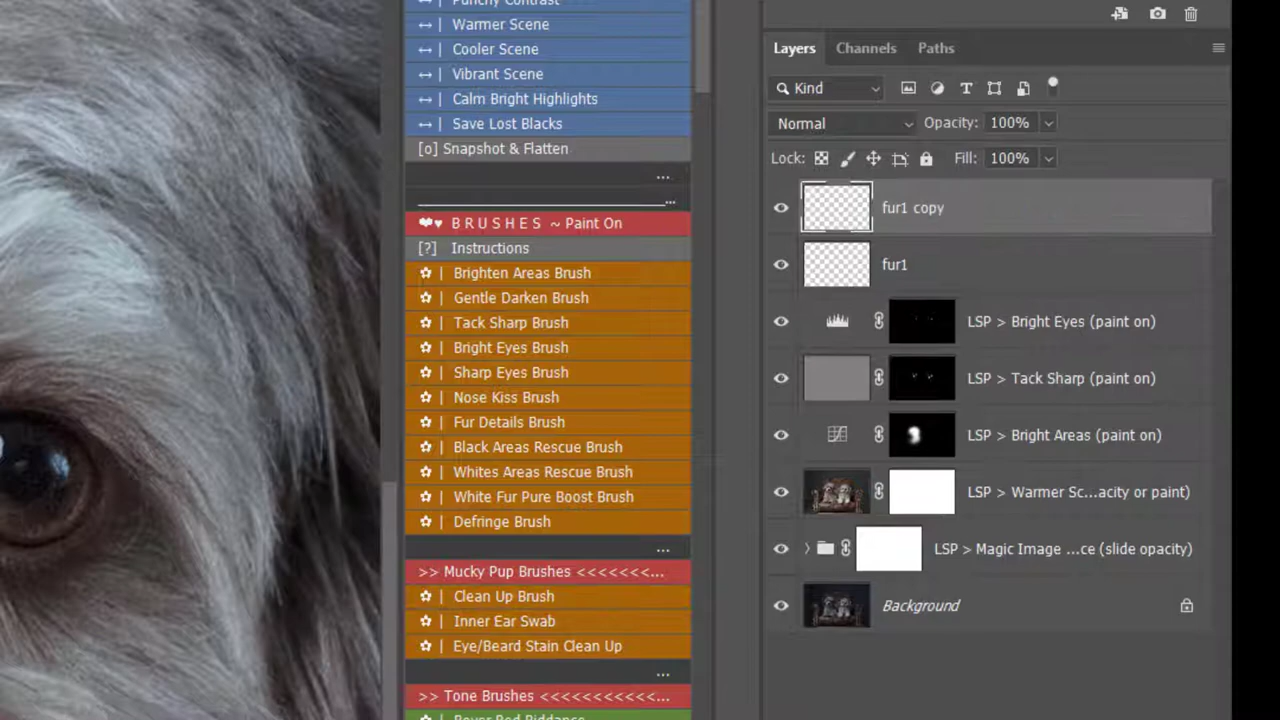 Punchy Contrast
↔ | Warmer Scene
↔ | Cooler Scene
↔ | Vibrant Scene
↔ | Calm Bright Highlights
↔ | Save Lost Blacks
[o] Snapshot & Flatten
...
______________________________...
❤♥ B R U S H E S ~ Paint On
[?] Instructions
✿ | Brighten Areas Brush
✿ | Gentle Darken Brush
✿ | Tack Sharp Brush
✿ | Bright Eyes Brush
✿ | Sharp Eyes Brush
✿ | Nose Kiss Brush
✿ | Fur Details Brush
✿ | Black Areas Rescue Brush
✿ | Whites Areas Rescue Brush
✿ | White Fur Pure Boost Brush
✿ | Defringe Brush
...
>> Mucky Pup Brushes <<<<<<<...
✿ | Clean Up Brush
✿ | Inner Ear Swab
✿ | Eye/Beard Stain Clean Up
...
>> Tone Brushes <<<<<<<<<<<...
Layers Channels Paths
Kind
Normal Opacity: 100%
Lock: Fill: 100%
fur1 copy
fur1
LSP > Bright Eyes (paint on)
LSP > Tack Sharp (paint on)
LSP > Bright Areas (paint on)
LSP > Warmer Sc...acity or paint)
LSP > Magic Image ...ce (slide opacity)
Background